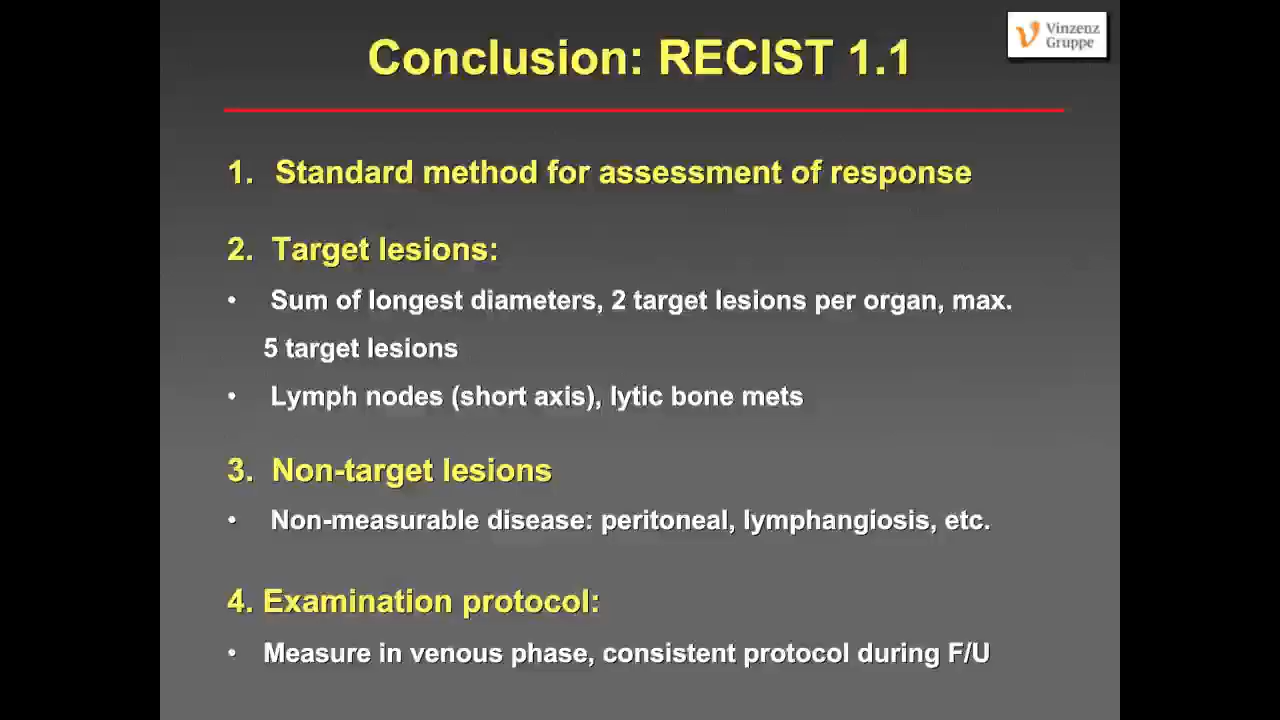 Vinzenz
Gruppe
Conclusion: RECIST 1.1
1. Standard method for assessment of response
2. Target lesions:
• Sum of longest diameters, 2 target lesions per organ, max.
5 target lesions
• Lymph nodes (short axis), lytic bone mets
3. Non-target lesions
• Non-measurable disease: peritoneal, lymphangiosis, etc.
4. Examination protocol:
• Measure in venous phase, consistent protocol during F/U